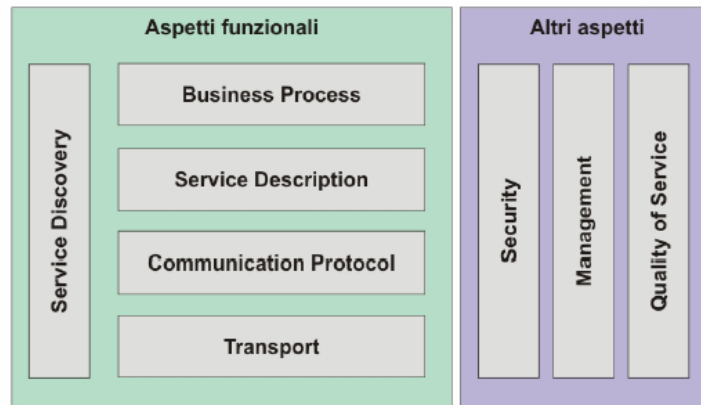 Aspetti funzionali
Service Discovery
Business Process
Service Description
Communication Protocol
Transport
Altri aspetti
Security
Management
Quality of Service